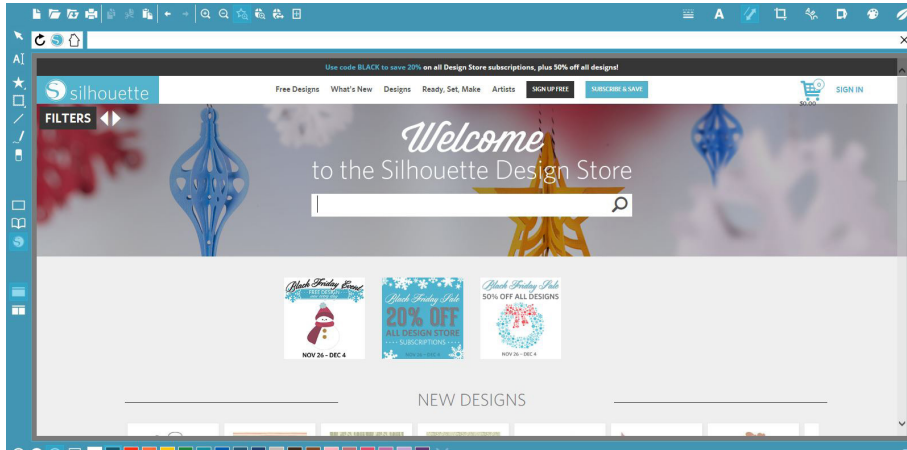 Use code BLACK to save 20% on all Design Store subscriptions, plus 50% off all designs!
silhouette
Free Designs What's New Designs Ready, Set, Make Artists SIGN UP FREE SUBSCRIBE & SAVE
0
$0.00
SIGN IN
FILTERS
Welcome
to the Silhouette Design Store
Black Friday Event
FREE DESIGN
NOV 26 - DEC 4
Black Friday Sale
20% OFF
ALL DESIGN STORE
SUBSCRIPTIONS
NOV 26 - DEC 4
Black Friday Sale
50% OFF ALL DESIGNS
NOV 26 - DEC 4
NEW DESIGNS